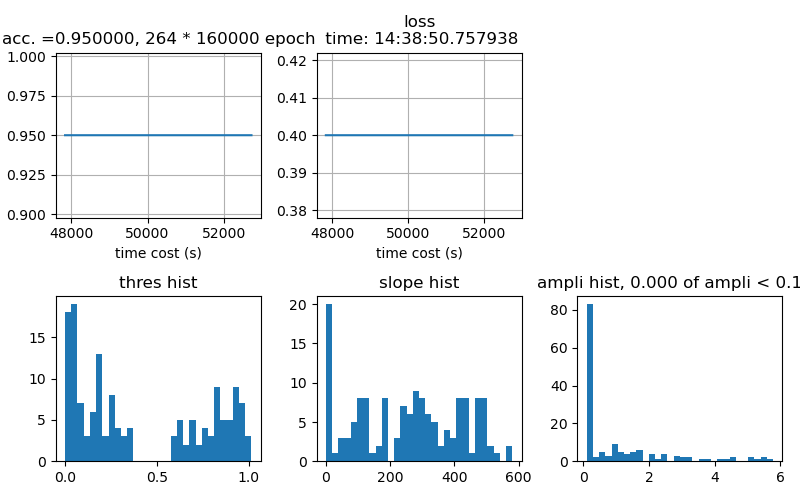 loss
acc. =0.950000, 264 * 160000 epoch time: 14:38:50.757938
1.000
0.975
0.950
0.925
0.900
48000 50000 52000
time cost (s)
0.42
0.41
0.40
0.39
0.38
48000 50000 52000
time cost (s)
thres hist
15
10
5
0
0.0 0.5 1.0
slope hist
20
15
10
5
0
0 200 400 600
ampli hist, 0.000 of ampli < 0.1
80
60
40
20
0
0 2 4 6